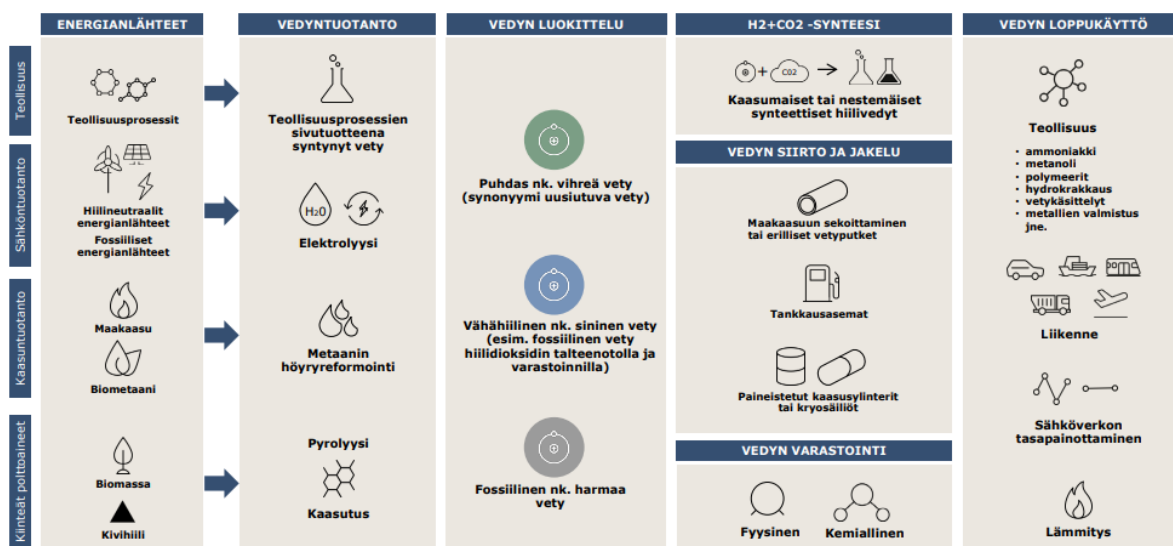 ENERGIANLÄHTEET
Teollisuus
Teollisuusprosessit
Sähköntuotanto
Hiilineutraalit
energianlähteet
Fossiiliset
energianlähteet
Kaasuntuotanto
Maakaasu
Biometaani
Kiinteät polttoaineet
Biomassa
Kivihiili
VEDYNTUOTANTO
Teollisuusprosessien
sivutuotteena
syntynyt vety
H₂0
Elektrolyysi
Metaanin
höyryreformointi
Pyrolyysi
Kaasutus
VEDYN LUOKITTELU
Puhdas nk. vihreä vety
(synonyymi uusiutuva vety)
Vähähiilinen nk. sininen vety
(esim. fossiilinen vety
hiilidioksidin talteenotolla ja
varastoinnilla)
Fossiilinen nk. harmaa
vety
H2+CO2 -SYNTEESI
+ CO2
Kaasumaiset tai nestemäiset
synteettiset hiilivedyt
VEDYN SIIRTO JA JAKELU
Maakaasuun sekoittaminen
tai erilliset vetyputket
Tankkausasemat
Paineistetut kaasusylinterit
tai kryosäiliöt
VEDYN VARASTOINTI
Fyysinen
Kemiallinen
VEDYN LOPPUKÄYTTÖ
Teollisuus
• ammoniakki
• metanoli
• polymeerit
• hydrokrakkaus
• vetykäsittelyt
• metallien valmistus
jne.
Liikenne
Sähköverkon
tasapainottaminen
Lämmitys